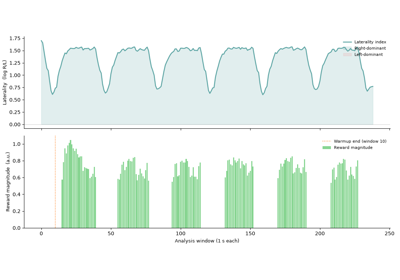 1.75
1.50
1.25
1.00
0.75
0.50
0.25
0.00
Laterality (log R/L)
Laterality index
Right-dominant
Left-dominant
1.0
0.8
0.6
0.4
0.2
0.0
Reward magnitude (a.u.)
Warmup end (window 10)
Reward magnitude
0 50 100 150 200 250
Analysis window (1 s each)